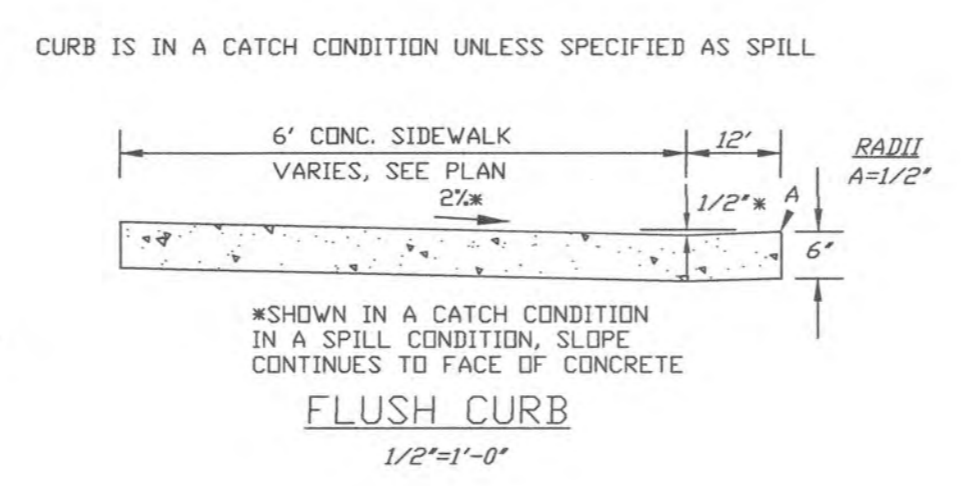 CURB IS IN A CATCH CONDITION UNLESS SPECIFIED AS SPILL
6' CONC. SIDEWALK
VARIES, SEE PLAN
12'
RADII
A=1/2"
2%*
1/2"*
A
6"
*SHOWN IN A CATCH CONDITION
IN A SPILL CONDITION, SLOPE
CONTINUES TO FACE OF CONCRETE
FLUSH CURB
1/2"=1'-0"